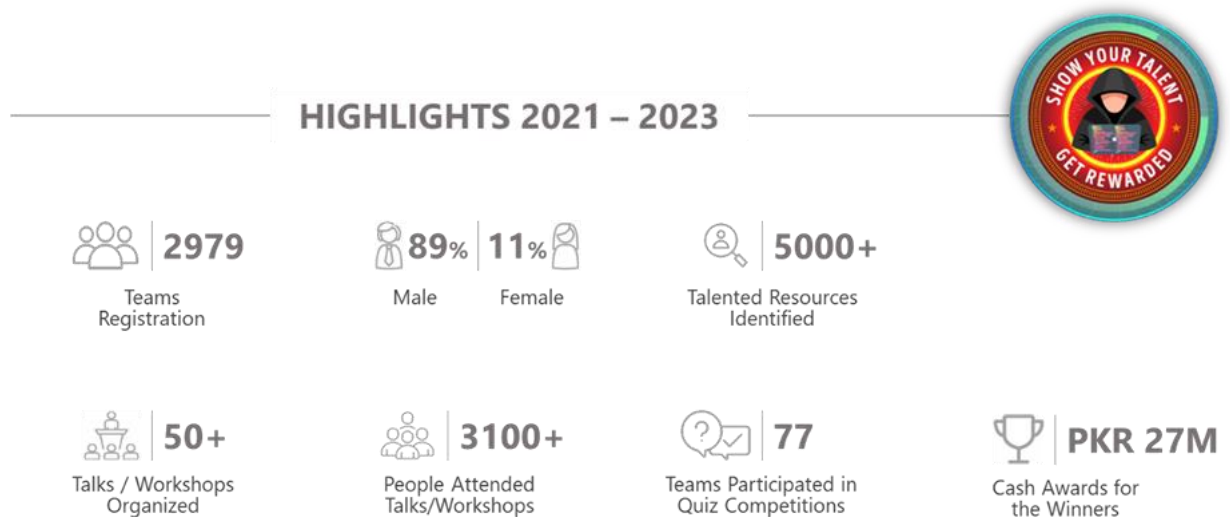 SHOW YOUR TALENT
GET REWARDED
HIGHLIGHTS 2021 – 2023
2979
Teams
Registration
89%
Male
11%
Female
5000+
Talented Resources
Identified
50+
Talks / Workshops
Organized
3100+
People Attended
Talks/Workshops
77
Teams Participated in
Quiz Competitions
PKR 27M
Cash Awards for
the Winners